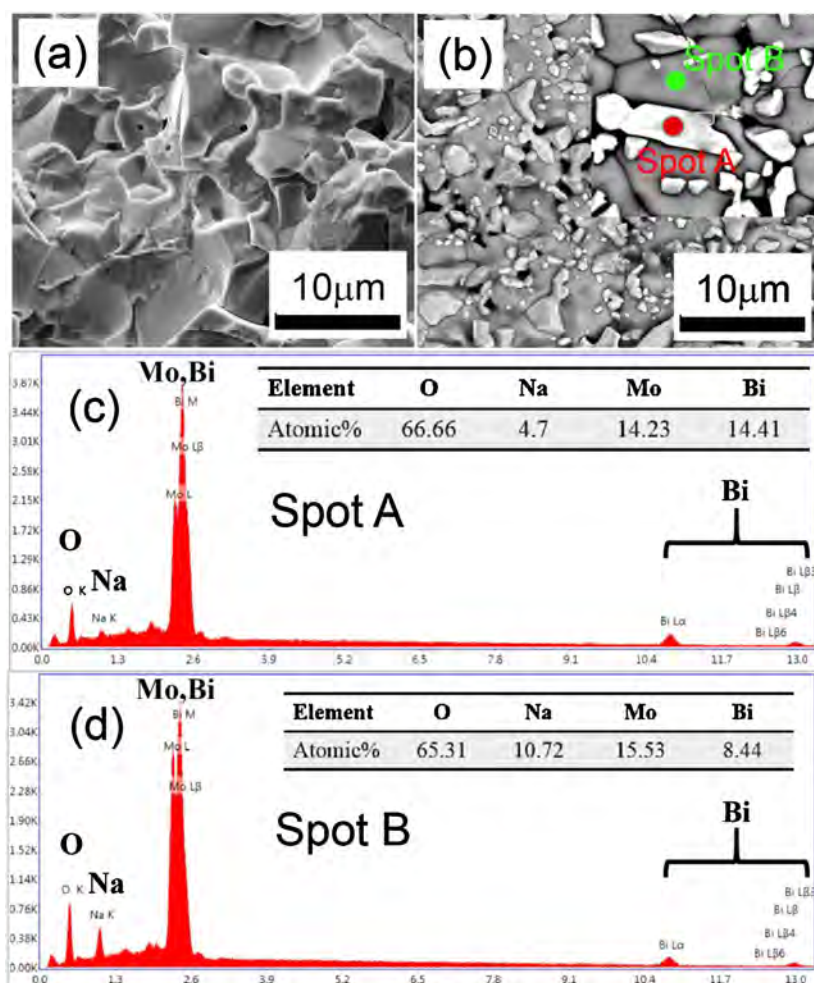 (a)
10μm
(b)
Spot B
Spot A
10μm
(c)
Mo,Bi
Bi M
Mo Lβ
Mo L
O
O K
Na
Na K
Element O Na Mo Bi
Atomic% 66.66 4.7 14.23 14.41
Spot A
Bi
Bi Lβ3
Bi Lβ
Bi Lβ4
Bi Lβ6
Bi Lα
3.87K
3.44K
3.01K
2.58K
2.15K
1.72K
1.29K
0.86K
0.43K
0.00K
0.0 1.3 2.6 3.9 5.2 6.5 7.8 9.1 10.4 11.7 13.0
(d)
Mo,Bi
Bi M
Mo L
Mo Lβ
O
O K
Na
Na K
Element O Na Mo Bi
Atomic% 65.31 10.72 15.53 8.44
Spot B
Bi
Bi Lβ3
Bi Lβ
Bi Lβ4
Bi Lβ6
Bi Lα
3.42K
3.04K
2.66K
2.28K
1.90K
1.52K
1.14K
0.76K
0.38K
0.00K
0.0 1.3 2.6 3.9 5.2 6.5 7.8 9.1 10.4 11.7 13.0